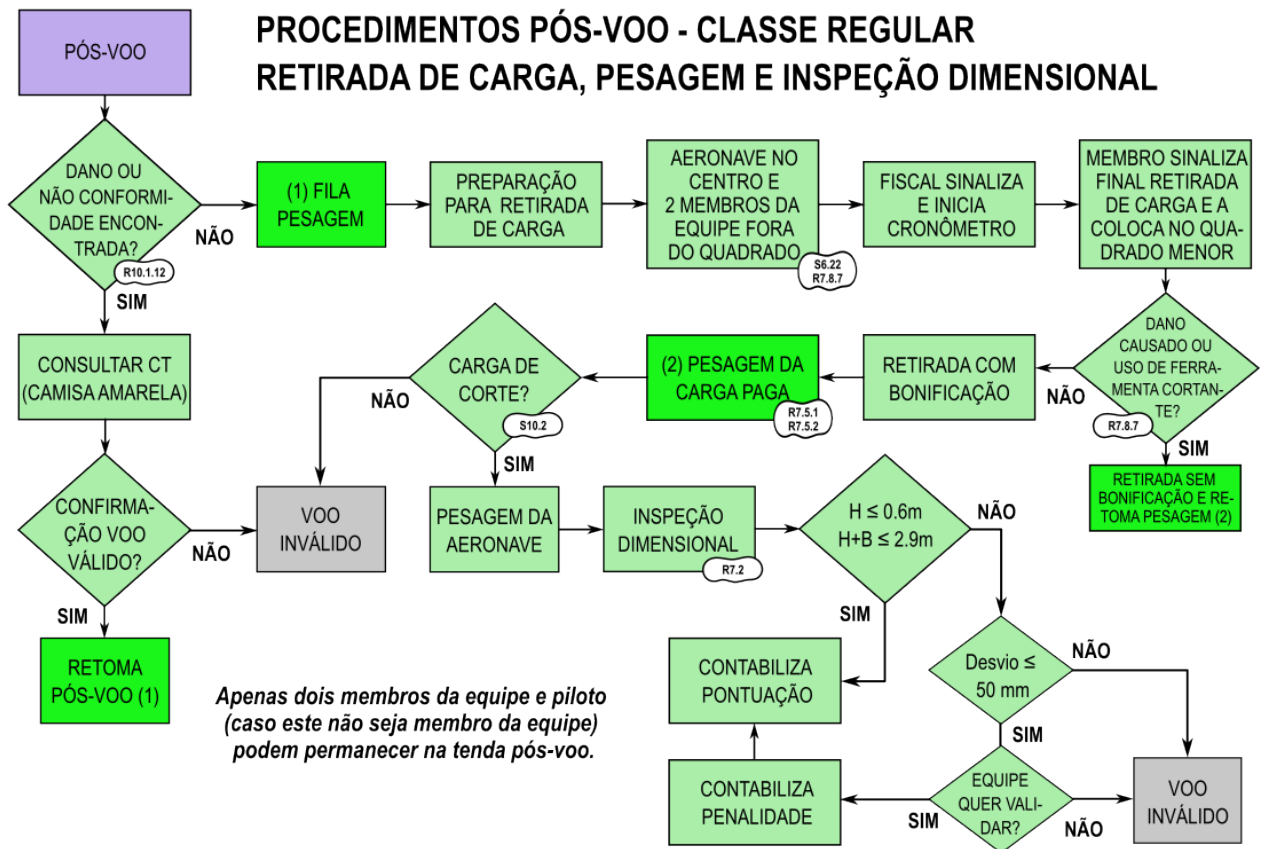 PROCEDIMENTOS PÓS-VOO - CLASSE REGULAR
RETIRADA DE CARGA, PESAGEM E INSPEÇÃO DIMENSIONAL
PÓS-VOO
DANO OU
NÃO CONFORMI-
DADE ENCON-
TRADA?
R10.1.12
NÃO
SIM
(1) FILA
PESAGEM
PREPARAÇÃO
PARA RETIRADA
DE CARGA
AERONAVE NO
CENTRO E
2 MEMBROS DA
EQUIPE FORA
DO QUADRADO
S6.22
R7.8.7
FISCAL SINALIZA
E INICIA
CRONÔMETRO
MEMBRO SINALIZA
FINAL RETIRADA
DE CARGA E A
COLOCA NO QUA-
DRADO MENOR
DANO
CAUSADO OU
USO DE FERRA-
MENTA CORTAN-
TE?
R7.8.7
NÃO
SIM
RETIRADA SEM
BONIFICAÇÃO E RE-
TOMA PESAGEM (2)
RETIRADA COM
BONIFICAÇÃO
(2) PESAGEM DA
CARGA PAGA
R7.5.1
R7.5.2
CARGA DE
CORTE?
S10.2
NÃO
SIM
CONSULTAR CT
(CAMISA AMARELA)
CONFIRMA-
ÇÃO VOO
VÁLIDO?
NÃO
SIM
VOO
INVÁLIDO
RETOMA
PÓS-VOO (1)
PESAGEM DA
AERONAVE
INSPEÇÃO
DIMENSIONAL
R7.2
H ≤ 0.6m
H+B ≤ 2.9m
NÃO
SIM
CONTABILIZA
PONTUAÇÃO
Desvio ≤
50 mm
NÃO
SIM
EQUIPE
QUER VALI-
DAR?
SIM
NÃO
CONTABILIZA
PENALIDADE
VOO
INVÁLIDO
Apenas dois membros da equipe e piloto
(caso este não seja membro da equipe)
podem permanecer na tenda pós-voo.